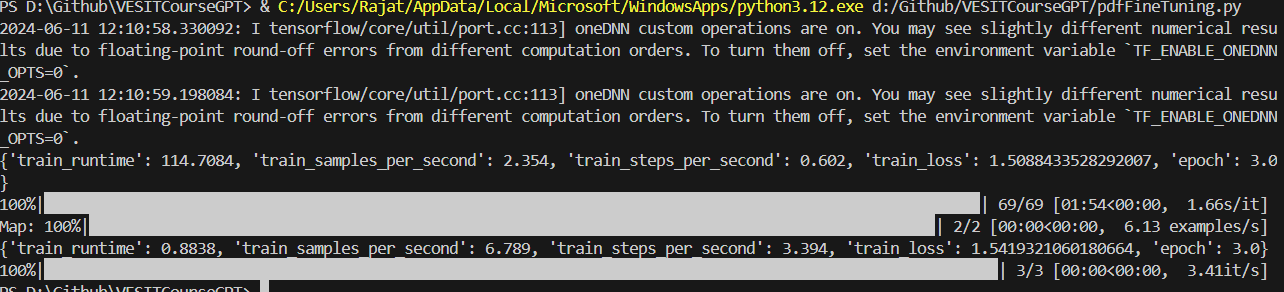 PS D:\Github\VESITCourseGPT> & C:/Users/Rajat/AppData/Local/Microsoft/WindowsApps/python3.12.exe d:/Github/VESITCourseGPT/pdfFineTuning.py
2024-06-11 12:10:58.330092: I tensorflow/core/util/port.cc:113] oneDNN custom operations are on. You may see slightly different numerical resu
lts due to floating-point round-off errors from different computation orders. To turn them off, set the environment variable `TF_ENABLE_ONEDNN
_OPTS=0`.
2024-06-11 12:10:59.198084: I tensorflow/core/util/port.cc:113] oneDNN custom operations are on. You may see slightly different numerical resu
lts due to floating-point round-off errors from different computation orders. To turn them off, set the environment variable `TF_ENABLE_ONEDNN
_OPTS=0`.
{'train_runtime': 114.7084, 'train_samples_per_second': 2.354, 'train_steps_per_second': 0.602, 'train_loss': 1.5088433528292007, 'epoch': 3.0
}
100%| | 69/69 [01:54<00:00, 1.66s/it]
Map: 100%| | 2/2 [00:00<00:00, 6.13 examples/s]
{'train_runtime': 0.8838, 'train_samples_per_second': 6.789, 'train_steps_per_second': 3.394, 'train_loss': 1.5419321060180664, 'epoch': 3.0}
100%| | 3/3 [00:00<00:00, 3.41it/s]
PS D:\Github\VESITCourseGPT>